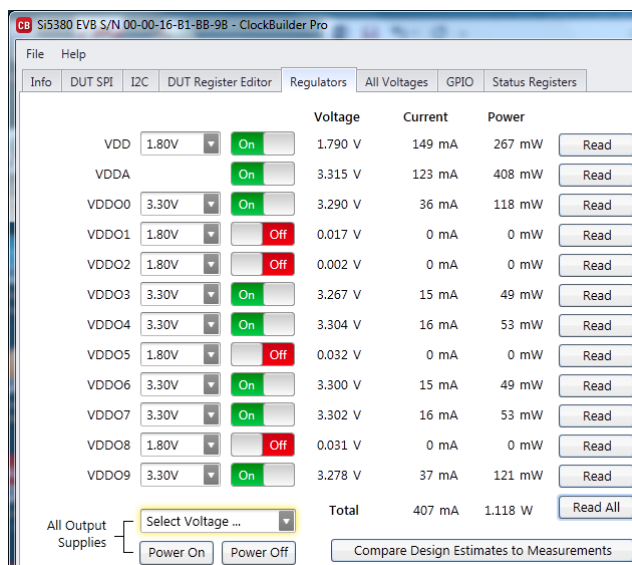 CB Si5380 EVB S/N 00-00-16-B1-BB-9B - ClockBuilder Pro
File Help
Info DUT SPI I2C DUT Register Editor Regulators All Voltages GPIO Status Registers
Voltage Current Power
VDD 1.80V On 1.790 V 149 mA 267 mW Read
VDDA On 3.315 V 123 mA 408 mW Read
VDDO0 3.30V On 3.290 V 36 mA 118 mW Read
VDDO1 1.80V Off 0.017 V 0 mA 0 mW Read
VDDO2 1.80V Off 0.002 V 0 mA 0 mW Read
VDDO3 3.30V On 3.267 V 15 mA 49 mW Read
VDDO4 3.30V On 3.304 V 16 mA 53 mW Read
VDDO5 1.80V Off 0.032 V 0 mA 0 mW Read
VDDO6 3.30V On 3.300 V 15 mA 49 mW Read
VDDO7 3.30V On 3.302 V 16 mA 53 mW Read
VDDO8 1.80V Off 0.031 V 0 mA 0 mW Read
VDDO9 3.30V On 3.278 V 37 mA 121 mW Read
Total 407 mA 1.118 W Read All
All Output Supplies Select Voltage ...
Power On Power Off Compare Design Estimates to Measurements